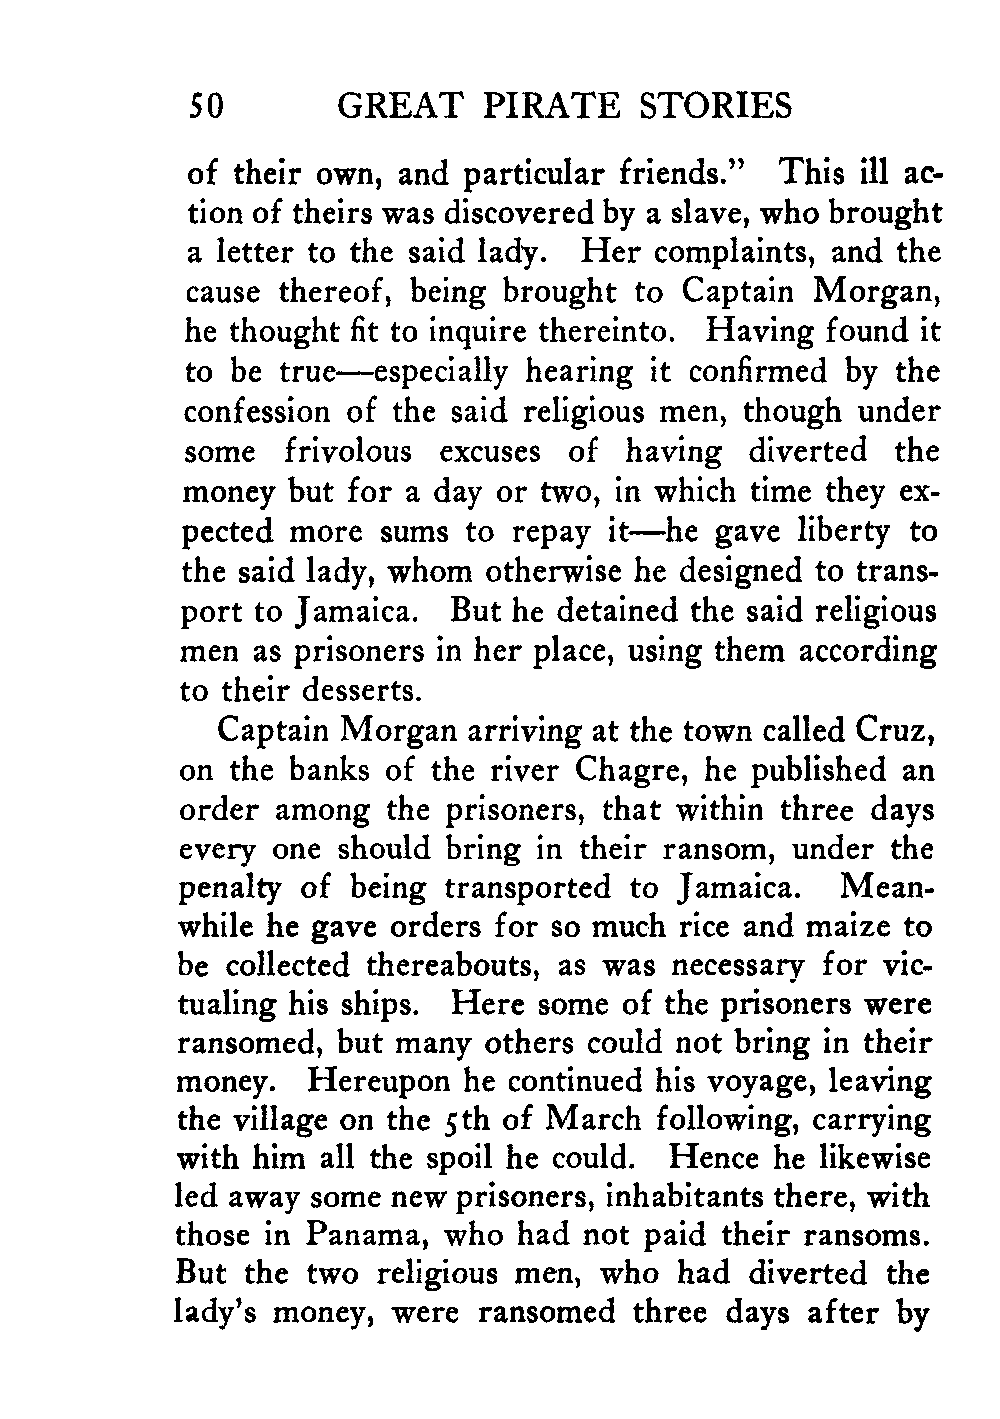 50 GREAT PIRATE STORIES
of their own, and particular friends.” This ill ac-
tion of theirs was discovered by a slave, who brought
a letter to the said lady. Her complaints, and the
cause thereof, being brought to Captain Morgan,
he thought fit to inquire thereinto. Having found it
to be true—especially hearing it confirmed by the
confession of the said religious men, though under
some frivolous excuses of having diverted the
money but for a day or two, in which time they ex-
pected more sums to repay it—he gave liberty to
the said lady, whom otherwise he designed to trans-
port to Jamaica. But he detained the said religious
men as prisoners in her place, using them according
to their desserts.
Captain Morgan arriving at the town called Cruz,
on the banks of the river Chagre, he published an
order among the prisoners, that within three days
every one should bring in their ransom, under the
penalty of being transported to Jamaica. Mean-
while he gave orders for so much rice and maize to
be collected thereabouts, as was necessary for vic-
tualing his ships. Here some of the prisoners were
ransomed, but many others could not bring in their
money. Hereupon he continued his voyage, leaving
the village on the 5th of March following, carrying
with him all the spoil he could. Hence he likewise
led away some new prisoners, inhabitants there, with
those in Panama, who had not paid their ransoms.
But the two religious men, who had diverted the
lady’s money, were ransomed three days after by